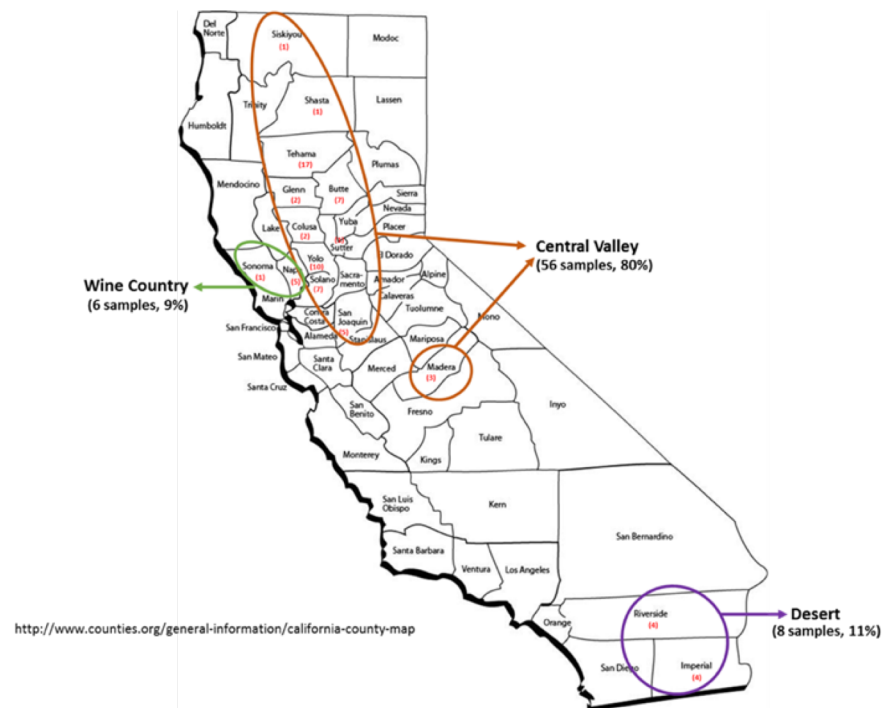 Del
Norte
Siskiyou
(1)
Modoc
Trinity
Shasta
(1)
Lassen
Humboldt
Tehama
(17)
Plumas
Mendocino
Glenn
(2)
Butte
(7)
Sierra
Nevada
Lake
Colusa
(2)
Yuba
Sutter
Placer
Central Valley
(56 samples, 80%)
Sonoma
(1)
Napa
(5)
Yolo
(10)
Solano
(7)
El Dorado
Sacra-
mento
Amador
Alpine
Wine Country
(6 samples, 9%)
Marin
Calaveras
Tuolumne
Mono
Contra
Costa
San
Joaquin
(5)
San Francisco
Alameda
Stanislaus
Mariposa
San Mateo
Santa
Clara
Merced
Madera
(3)
Santa Cruz
San
Benito
Fresno
Inyo
Monterey
Kings
Tulare
San Luis
Obispo
Kern
San Bernardino
Santa Barbara
Ventura
Los Angeles
Orange
Riverside
(4)
Desert
(8 samples, 11%)
http://www.counties.org/general-information/california-county-map
San Diego
Imperial
(4)